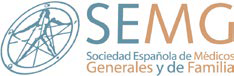 SEMG
Sociedad Española de Médicos
Generales y de Familia